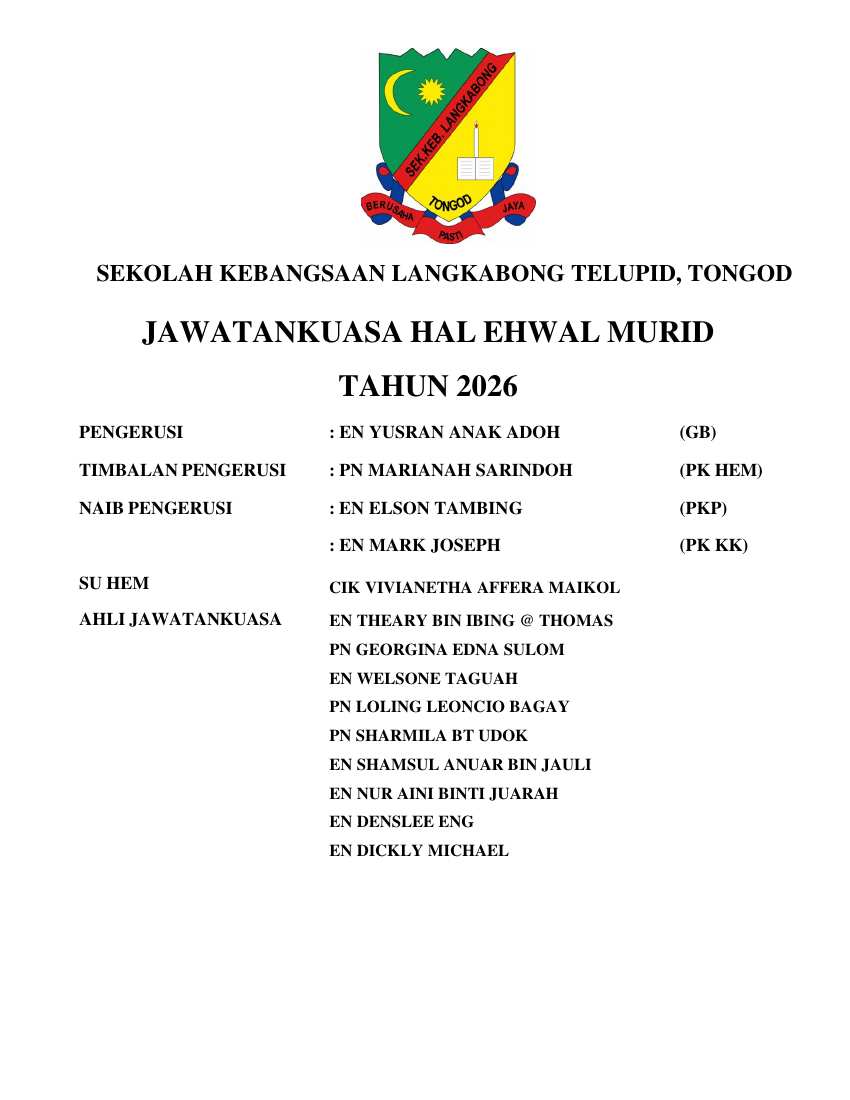 SEK.KEB. LANGKABONG
TONGOD
BERUSAHA
PASTI
JAYA
SEKOLAH KEBANGSAAN LANGKABONG TELUPID, TONGOD
JAWATANKUASA HAL EHWAL MURID
TAHUN 2026
PENGERUSI : EN YUSRAN ANAK ADOH (GB)
TIMBALAN PENGERUSI : PN MARIANAH SARINDOH (PK HEM)
NAIB PENGERUSI : EN ELSON TAMBING (PKP)
: EN MARK JOSEPH (PK KK)
SU HEM CIK VIVIANETHA AFFERA MAIKOL
AHLI JAWATANKUASA EN THEARY BIN IBING @ THOMAS
PN GEORGINA EDNA SULOM
EN WELSONE TAGUAH
PN LOLING LEONCIO BAGAY
PN SHARMILA BT UDOK
EN SHAMSUL ANUAR BIN JAULI
EN NUR AINI BINTI JUARAH
EN DENSLEE ENG
EN DICKLY MICHAEL